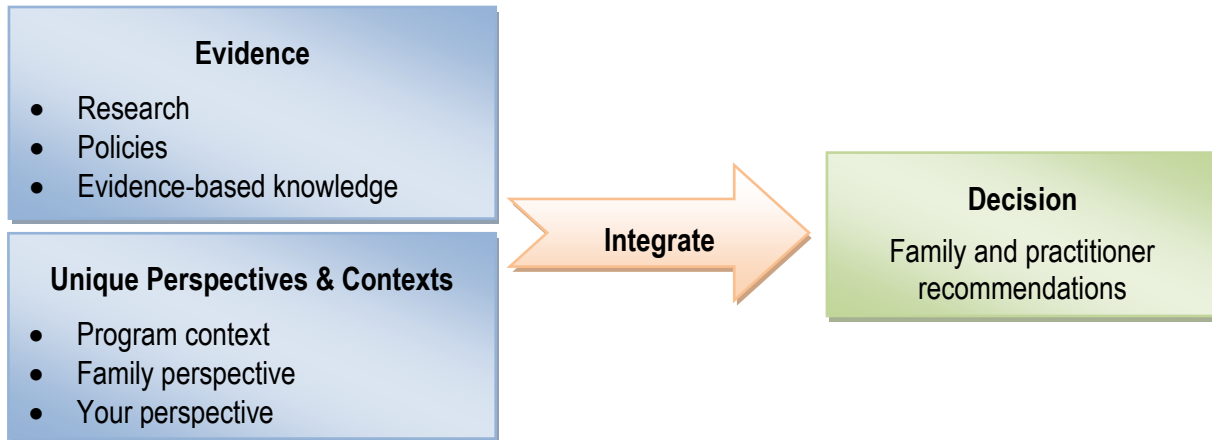 Evidence
• Research
• Policies
• Evidence-based knowledge
Unique Perspectives & Contexts
• Program context
• Family perspective
• Your perspective
Integrate
Decision
Family and practitioner
recommendations